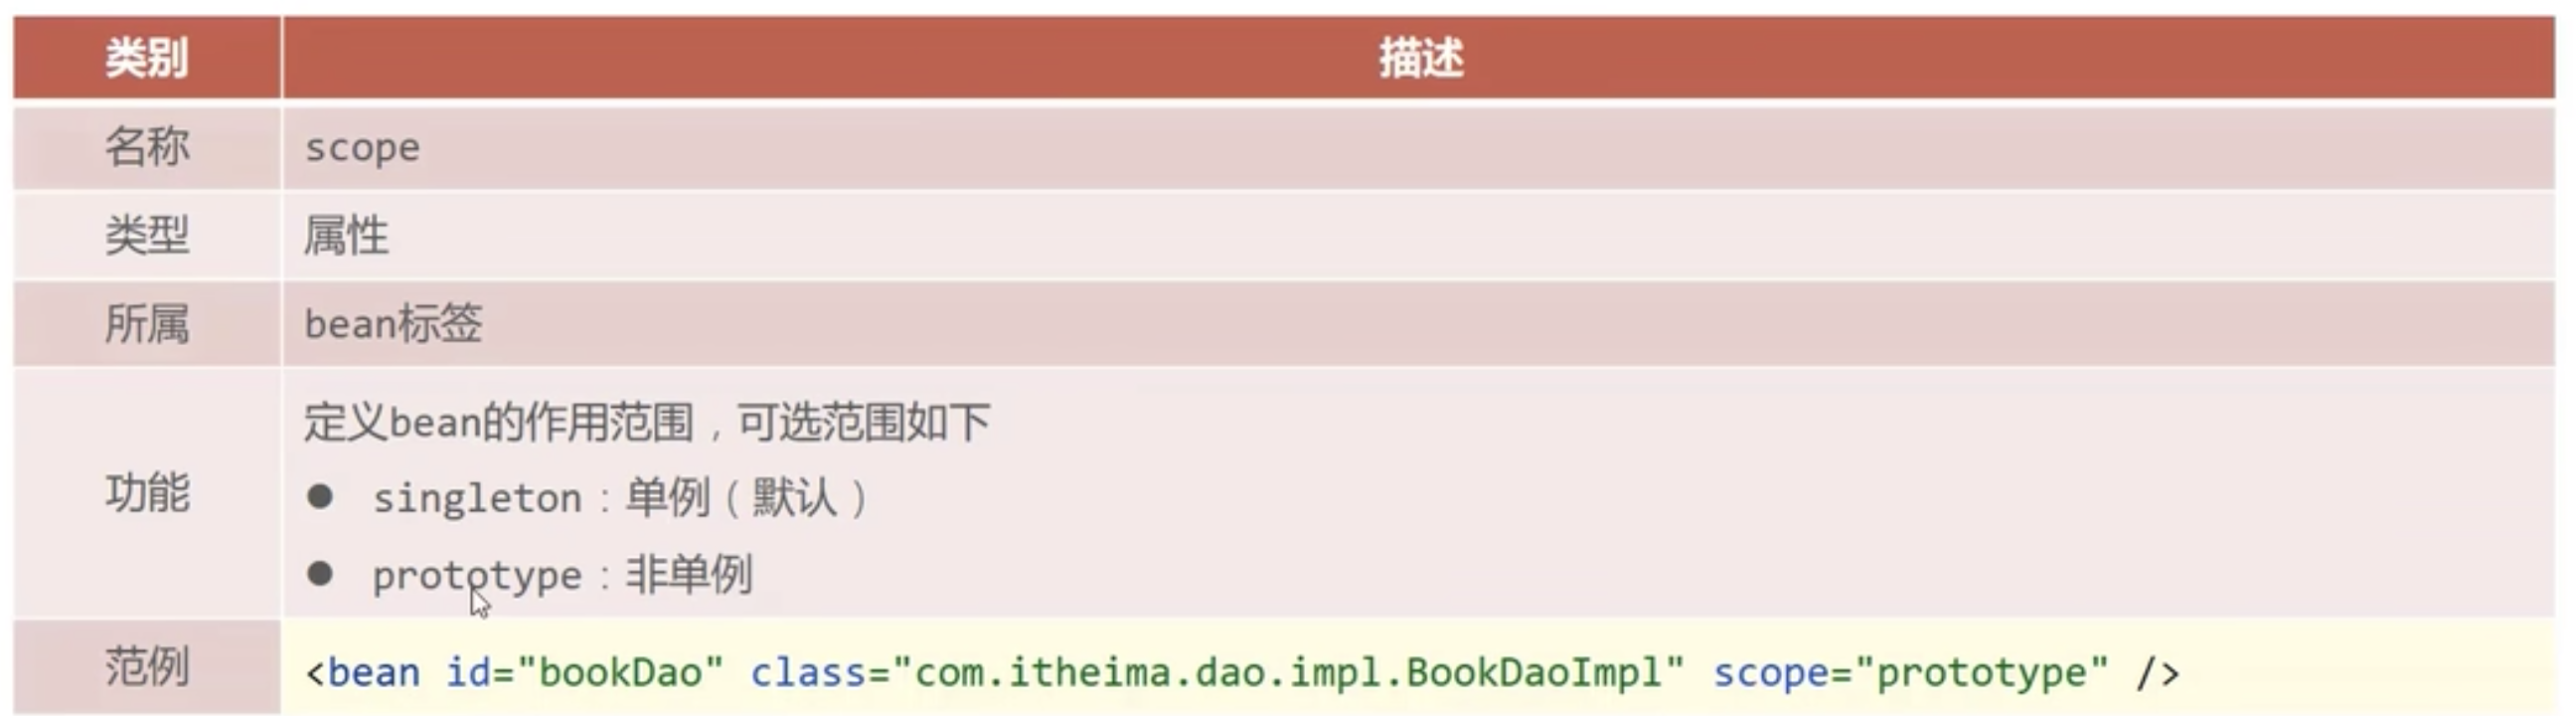 类别 描述
名称 scope
类型 属性
所属 bean标签
功能 定义bean的作用范围，可选范围如下
● singleton：单例（默认）
● prototype：非单例
范例 <bean id="bookDao" class="com.itheima.dao.impl.BookDaoImpl" scope="prototype" />